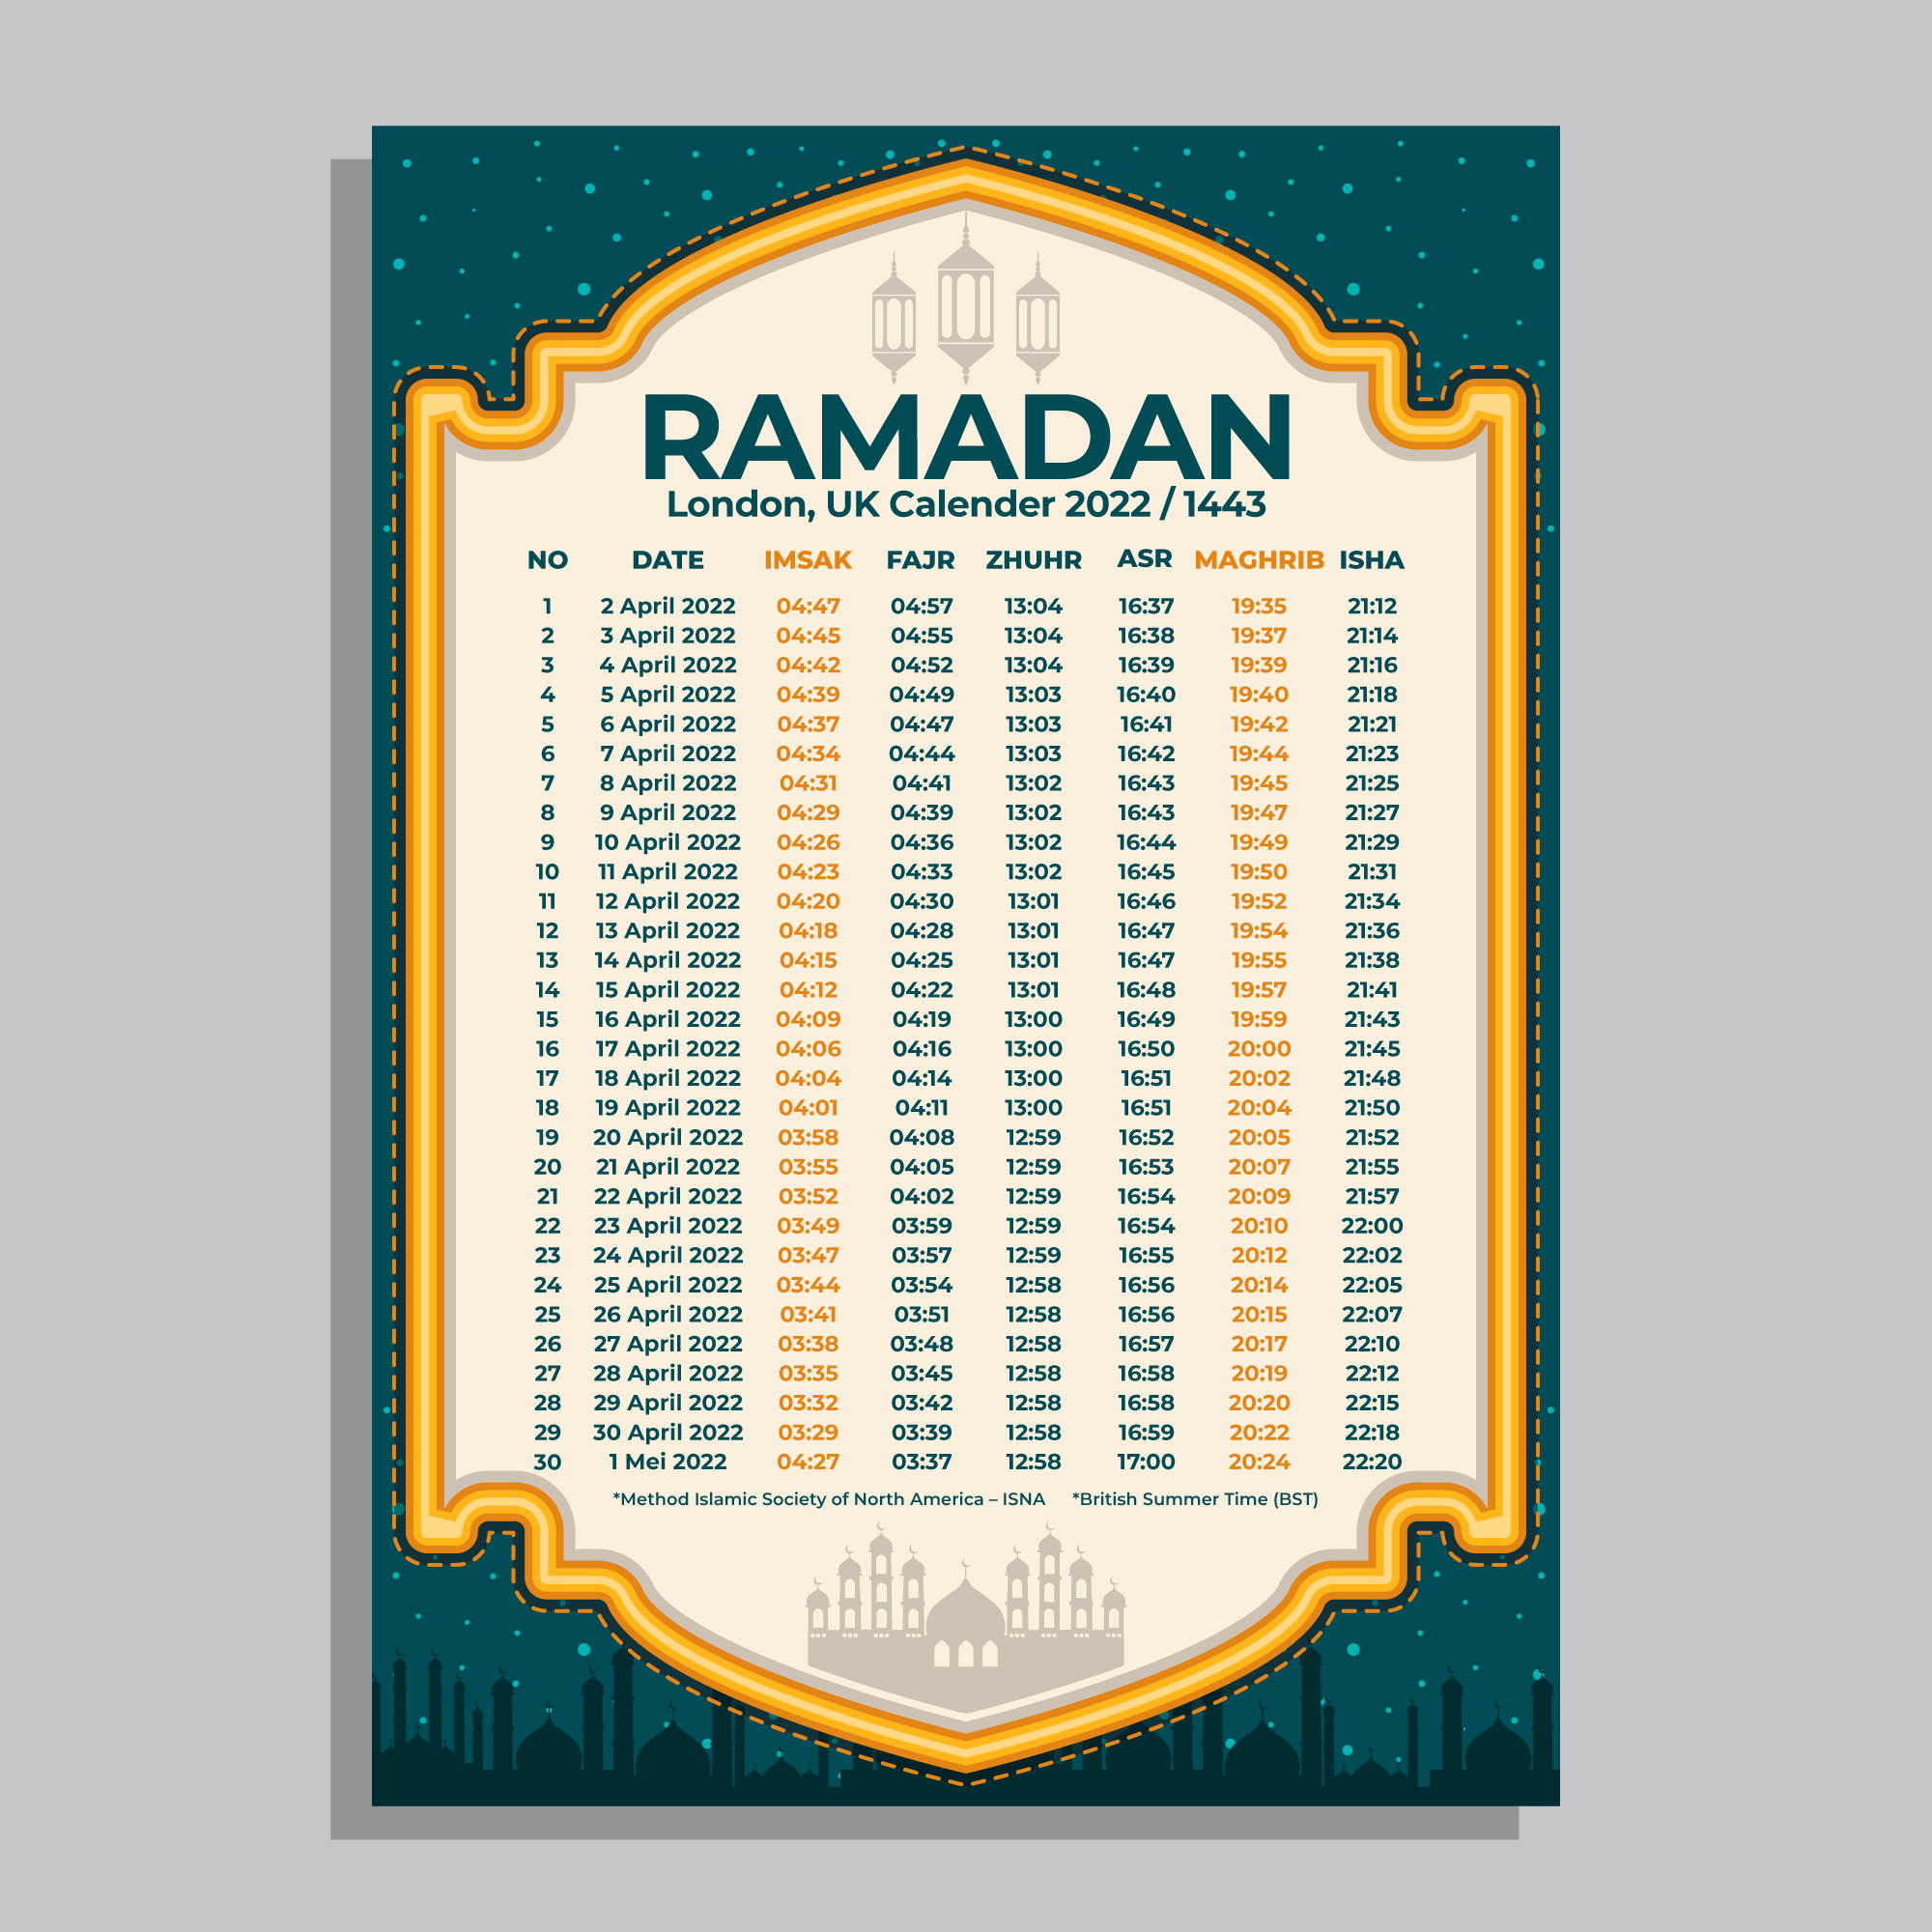 RAMADAN
London, UK Calender 2022 / 1443
NO DATE IMSAK FAJR ZHUHR ASR MAGHRIB ISHA
1 2 April 2022 04:47 04:57 13:04 16:37 19:35 21:12
2 3 April 2022 04:45 04:55 13:04 16:38 19:37 21:14
3 4 April 2022 04:42 04:52 13:04 16:39 19:39 21:16
4 5 April 2022 04:39 04:49 13:03 16:40 19:40 21:18
5 6 April 2022 04:37 04:47 13:03 16:41 19:42 21:21
6 7 April 2022 04:34 04:44 13:03 16:42 19:44 21:23
7 8 April 2022 04:31 04:41 13:02 16:43 19:45 21:25
8 9 April 2022 04:29 04:39 13:02 16:43 19:47 21:27
9 10 April 2022 04:26 04:36 13:02 16:44 19:49 21:29
10 11 April 2022 04:23 04:33 13:02 16:45 19:50 21:31
11 12 April 2022 04:20 04:30 13:01 16:46 19:52 21:34
12 13 April 2022 04:18 04:28 13:01 16:47 19:54 21:36
13 14 April 2022 04:15 04:25 13:01 16:47 19:55 21:38
14 15 April 2022 04:12 04:22 13:01 16:48 19:57 21:41
15 16 April 2022 04:09 04:19 13:00 16:49 19:59 21:43
16 17 April 2022 04:06 04:16 13:00 16:50 20:00 21:45
17 18 April 2022 04:04 04:14 13:00 16:51 20:02 21:48
18 19 April 2022 04:01 04:11 13:00 16:51 20:04 21:50
19 20 April 2022 03:58 04:08 12:59 16:52 20:05 21:52
20 21 April 2022 03:55 04:05 12:59 16:53 20:07 21:55
21 22 April 2022 03:52 04:02 12:59 16:54 20:09 21:57
22 23 April 2022 03:49 03:59 12:59 16:54 20:10 22:00
23 24 April 2022 03:47 03:57 12:59 16:55 20:12 22:02
24 25 April 2022 03:44 03:54 12:58 16:56 20:14 22:05
25 26 April 2022 03:41 03:51 12:58 16:56 20:15 22:07
26 27 April 2022 03:38 03:48 12:58 16:57 20:17 22:10
27 28 April 2022 03:35 03:45 12:58 16:58 20:19 22:12
28 29 April 2022 03:32 03:42 12:58 16:58 20:20 22:15
29 30 April 2022 03:29 03:39 12:58 16:59 20:22 22:18
30 1 Mei 2022 04:27 03:37 12:58 17:00 20:24 22:20
*Method Islamic Society of North America – ISNA *British Summer Time (BST)